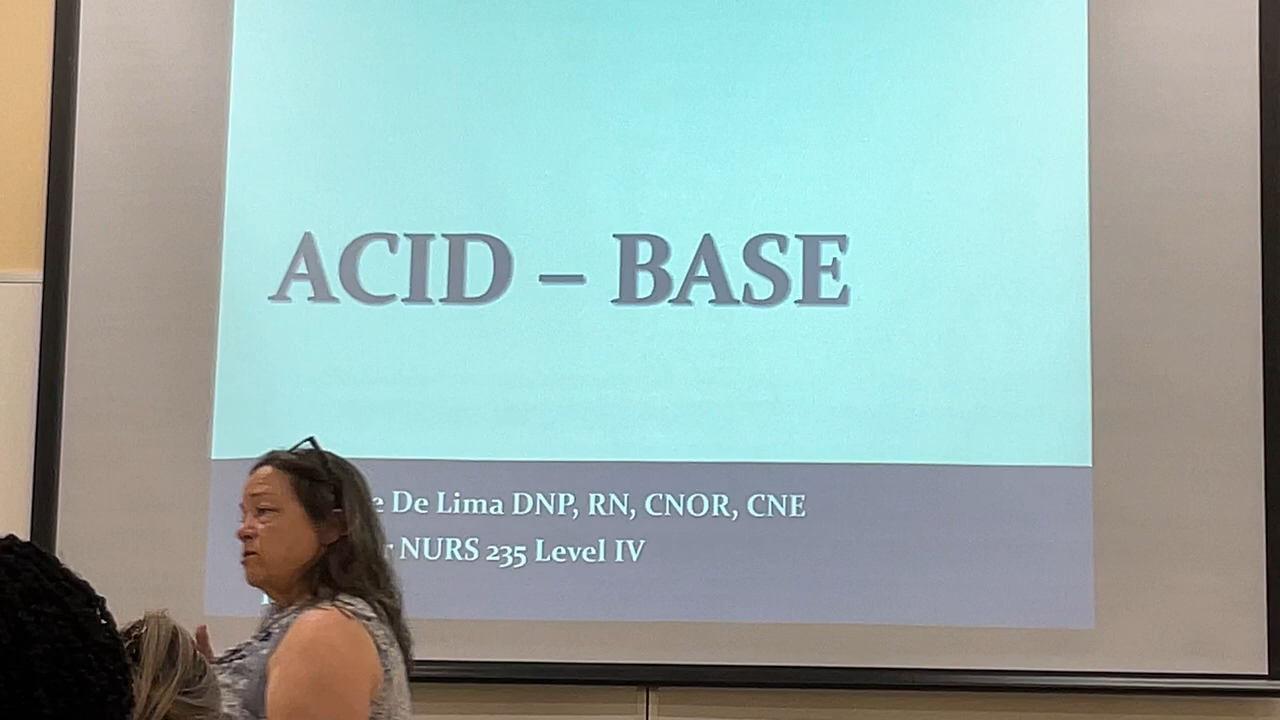 ACID – BASE
De Lima DNP, RN, CNOR, CNE
NURS 235 Level IV